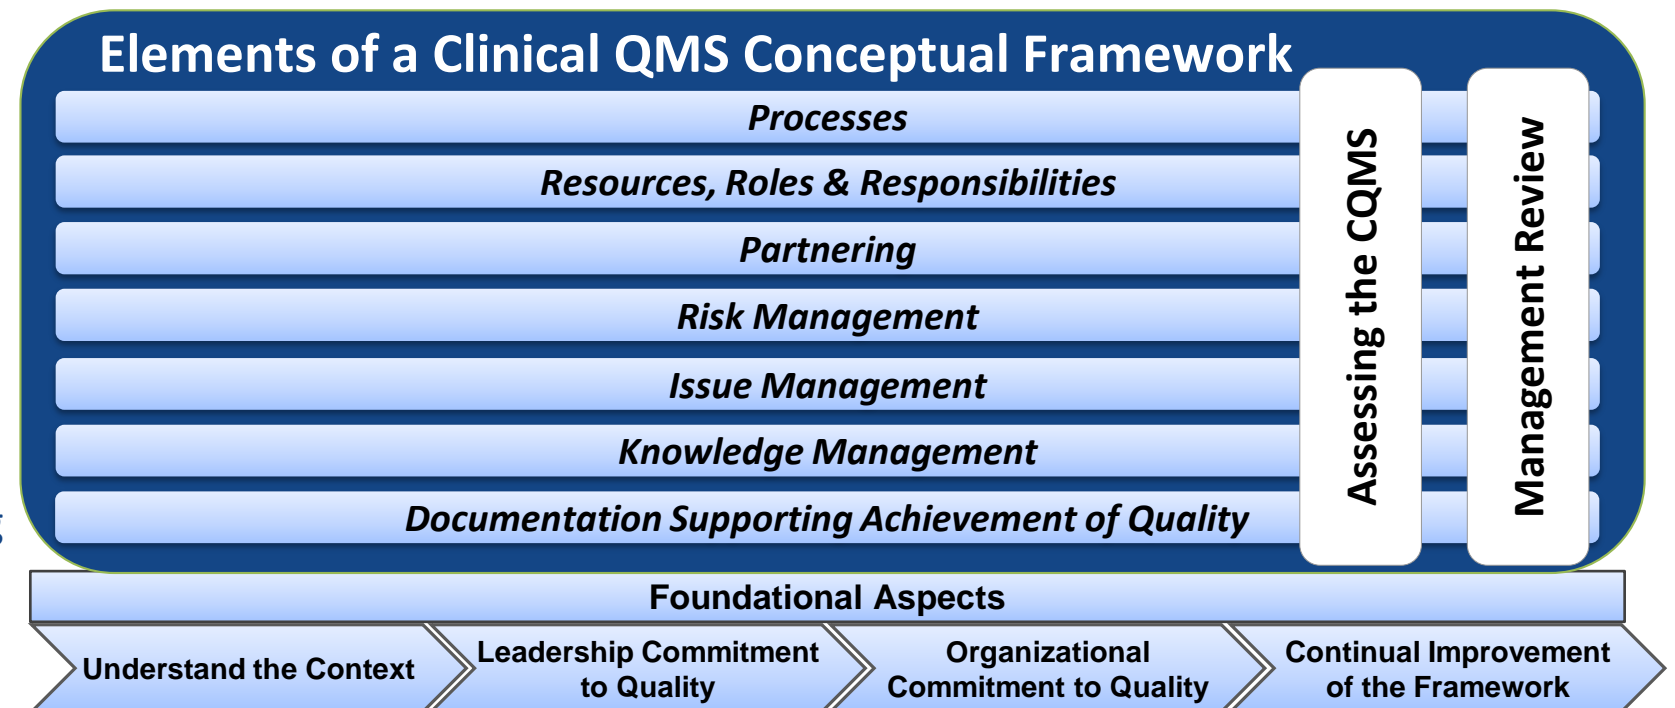 Elements of a Clinical QMS Conceptual Framework
Processes
Resources, Roles & Responsibilities
Partnering
Risk Management
Issue Management
Knowledge Management
Documentation Supporting Achievement of Quality
Assessing the CQMS
Management Review
Foundational Aspects
Understand the Context
Leadership Commitment
to Quality
Organizational
Commitment to Quality
Continual Improvement
of the Framework